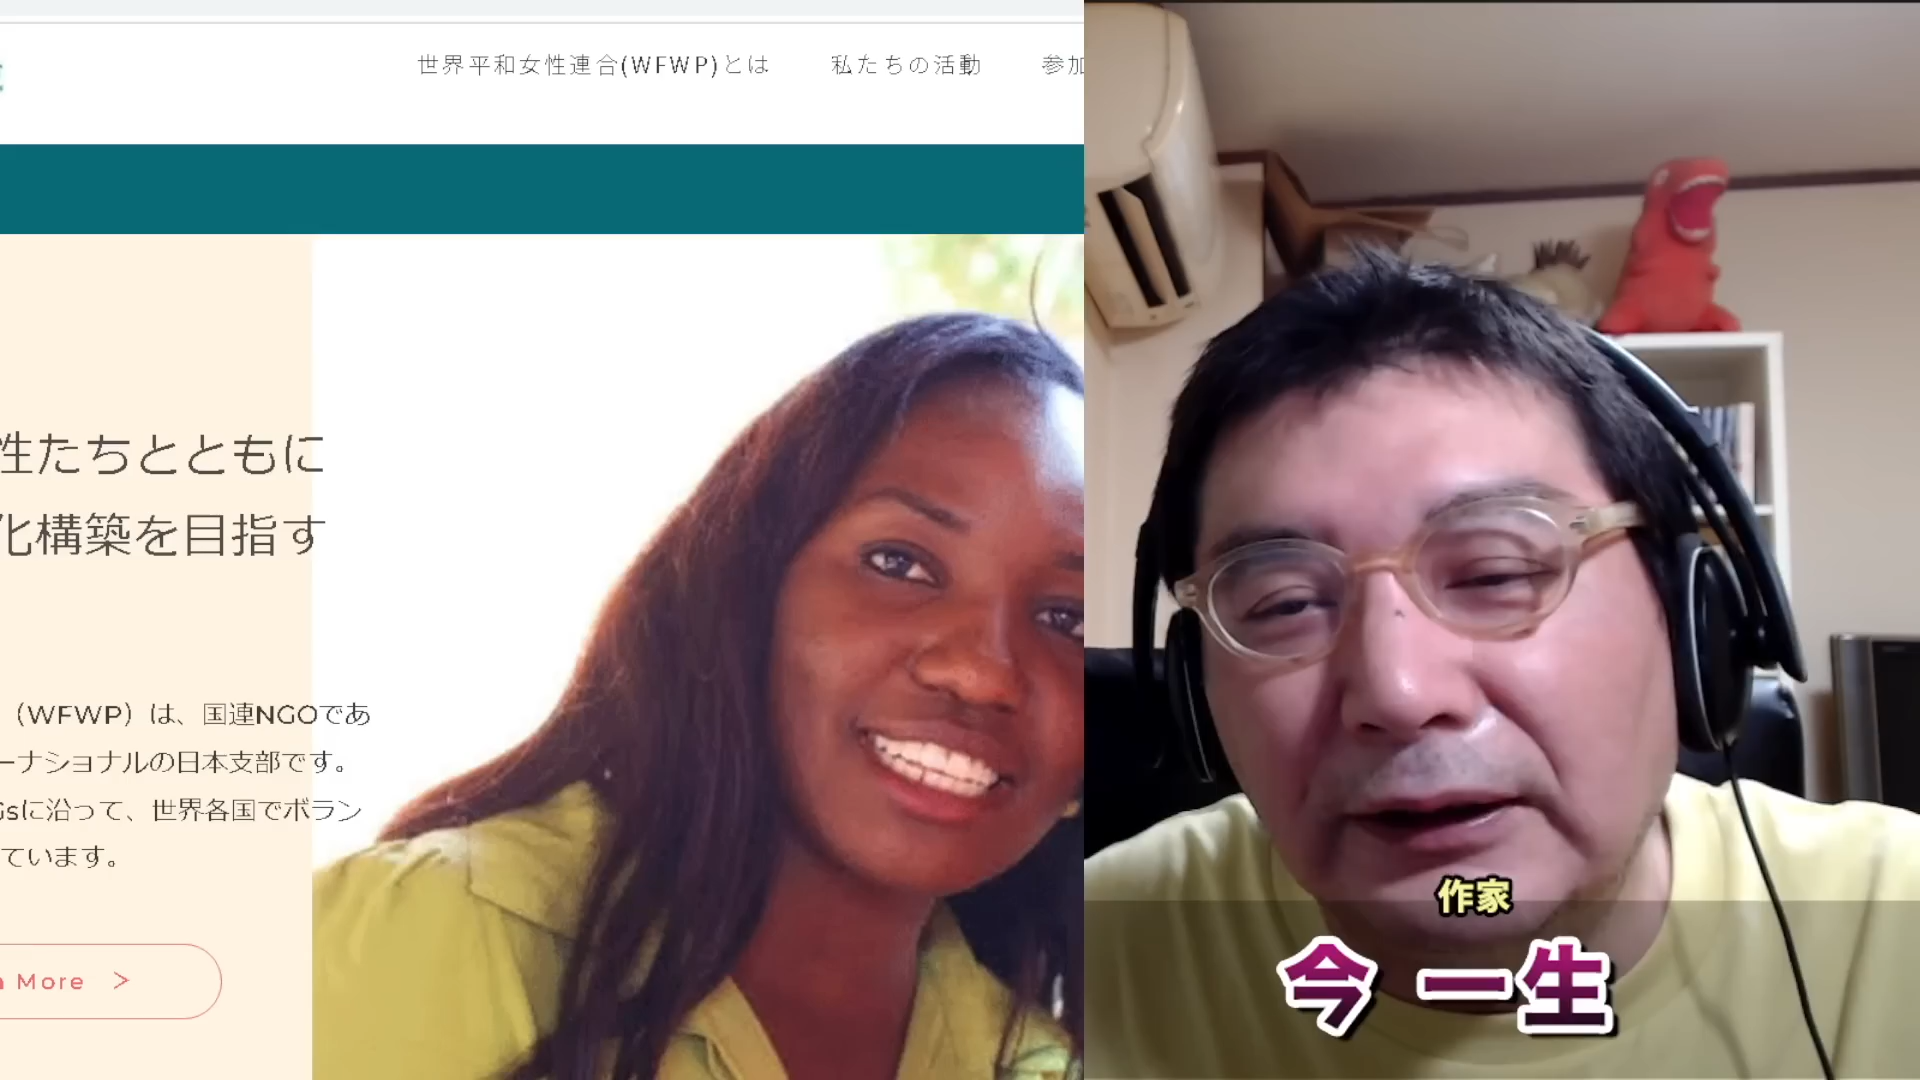 世界平和女性連合(WFWP)とは 私たちの活動 参加
性たちとともに
化構築を目指す
（WFWP）は、国連NGOであ
ーナショナルの日本支部です。
Gsに沿って、世界各国でボラン
ています。
More >
作家
今 一生